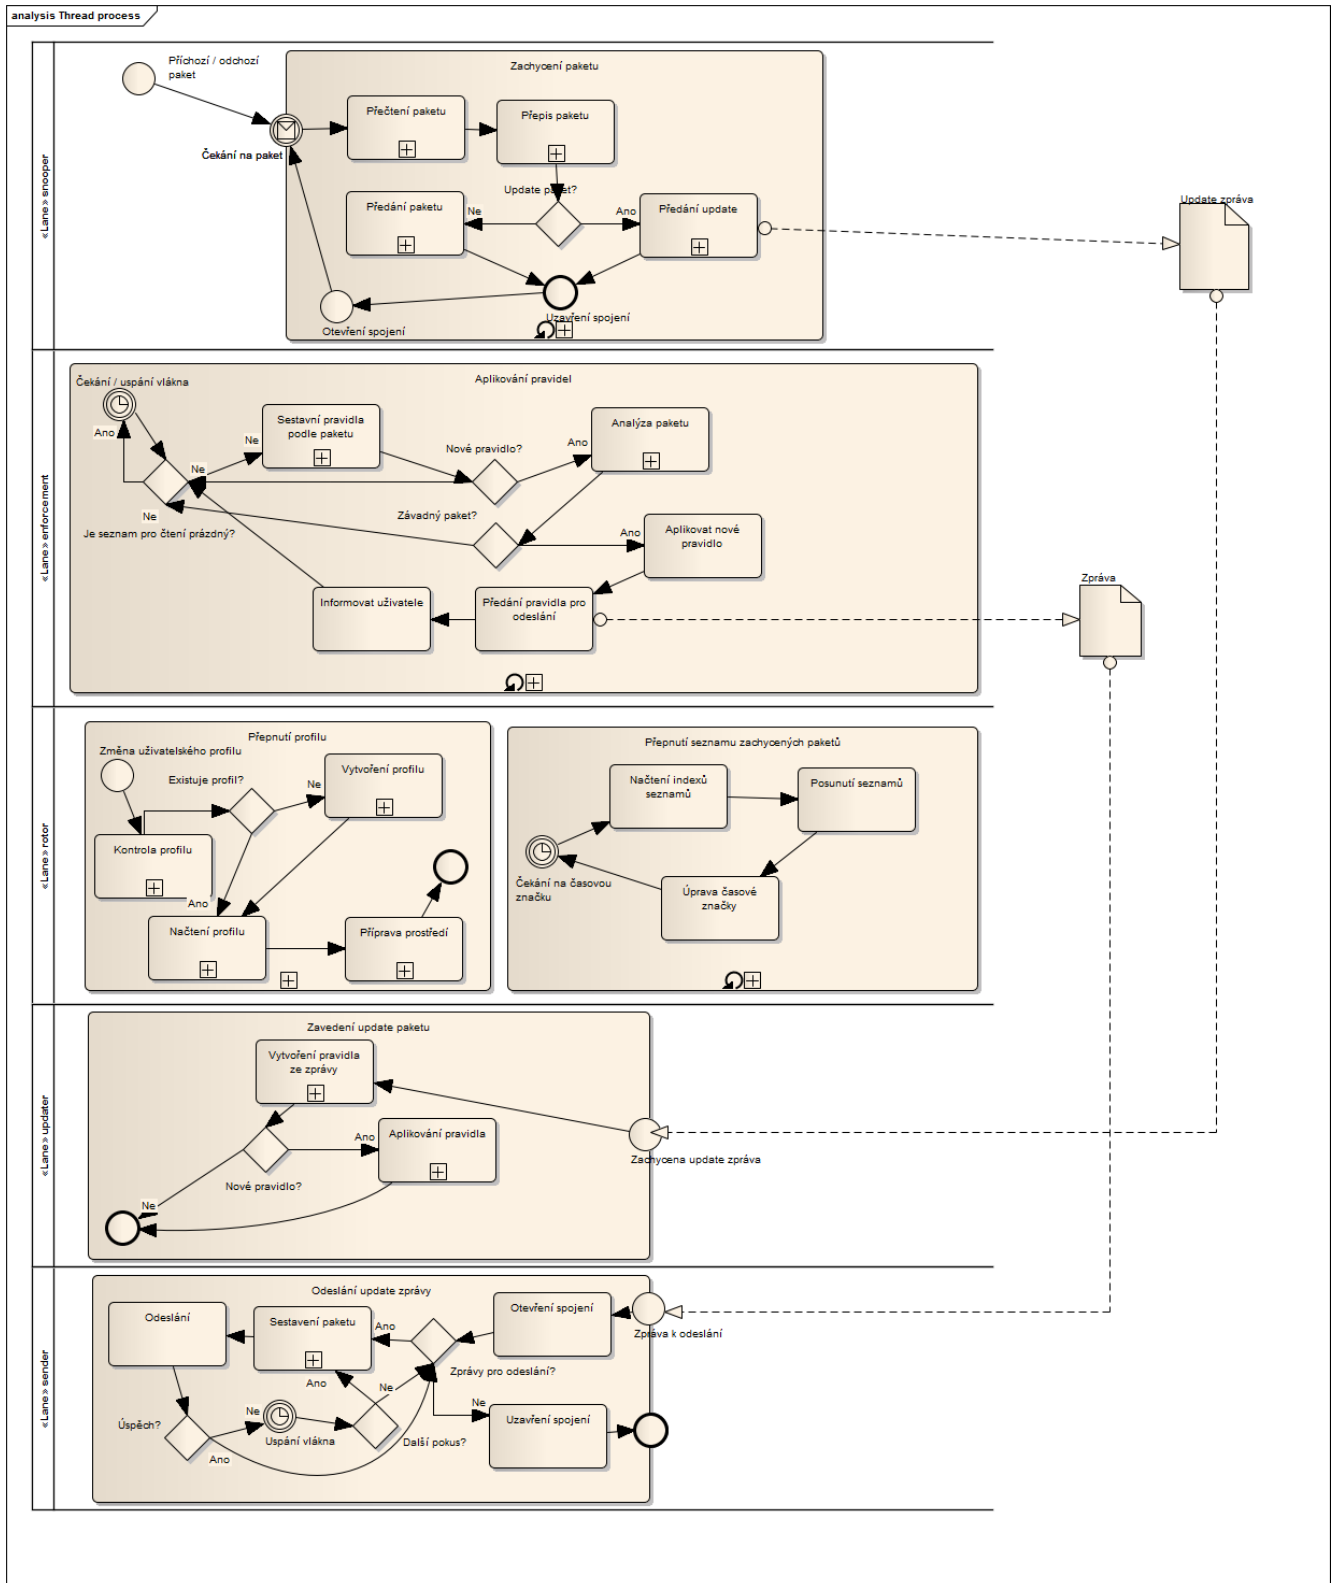 analysis Thread process
«Lane» snooper
Příchozí / odchozí
paket
Zachycení paketu
Čekání na paket
Přečtení paketu
Přepis paketu
Update paket?
Předání paketu
Ne
Ano
Předání update
Otevření spojení
Uzavření spojení
Update zpráva
«Lane» enforcement
Čekání / uspání vlákna
Aplikování pravidel
Ano
Ne
Ne
Sestavní pravidla
podle paketu
Nové pravidlo?
Ano
Analýza paketu
Ne
Je seznam pro čtení prázdný?
Závadný paket?
Ano
Aplikovat nové
pravidlo
Informovat uživatele
Předání pravidla pro
odeslání
Zpráva
«Lane» rotor
Přepnutí profilu
Změna uživatelského profilu
Existuje profil?
Ne
Vytvoření profilu
Kontrola profilu
Ano
Načtení profilu
Příprava prostředí
Přepnutí seznamu zachycených paketů
Načtení indexů
seznamů
Posunutí seznamů
Čekání na časovou
značku
Úprava časové
značky
«Lane» updater
Zavedení update paketu
Vytvoření pravidla
ze zprávy
Ano
Aplikování pravidla
Nové pravidlo?
Ne
Zachycena update zpráva
«Lane» sender
Odeslání update zprávy
Odeslání
Sestavení paketu
Ano
Otevření spojení
Zpráva k odeslání
Zprávy pro odeslání?
Ano
Ne
Ne
Úspěch?
Ne
Uspání vlákna
Ano
Další pokus?
Uzavření spojení